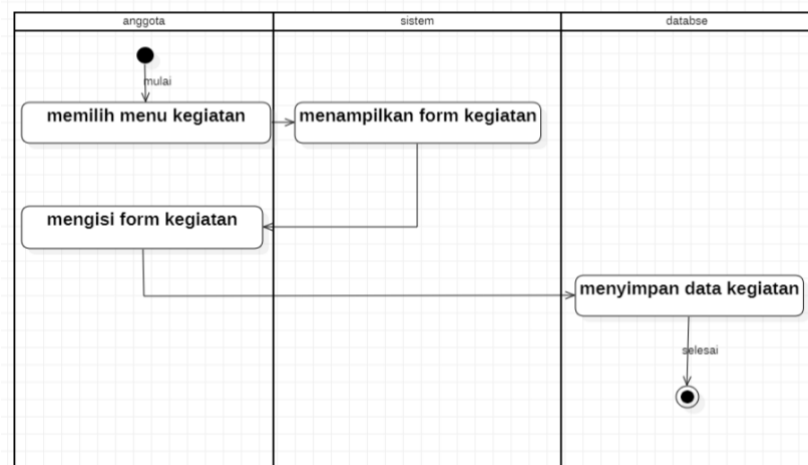 anggota
sistem
databse
mulai
memilih menu kegiatan
menampilkan form kegiatan
mengisi form kegiatan
menyimpan data kegiatan
selesai